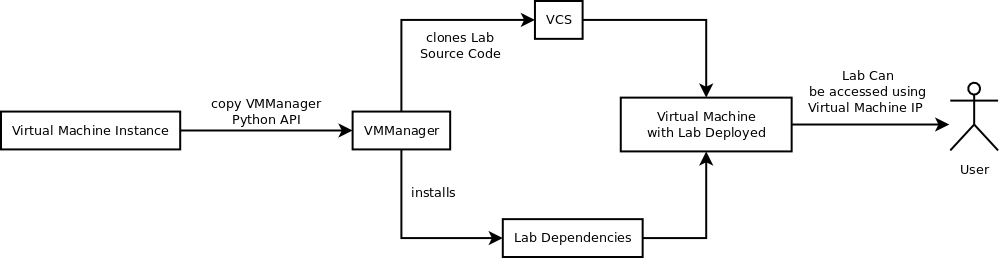 Virtual Machine Instance
copy VMManager
Python API
VMManager
clones Lab
Source Code
VCS
installs
Lab Dependencies
Virtual Machine
with Lab Deployed
Lab Can
be accessed using
Virtual Machine IP
User